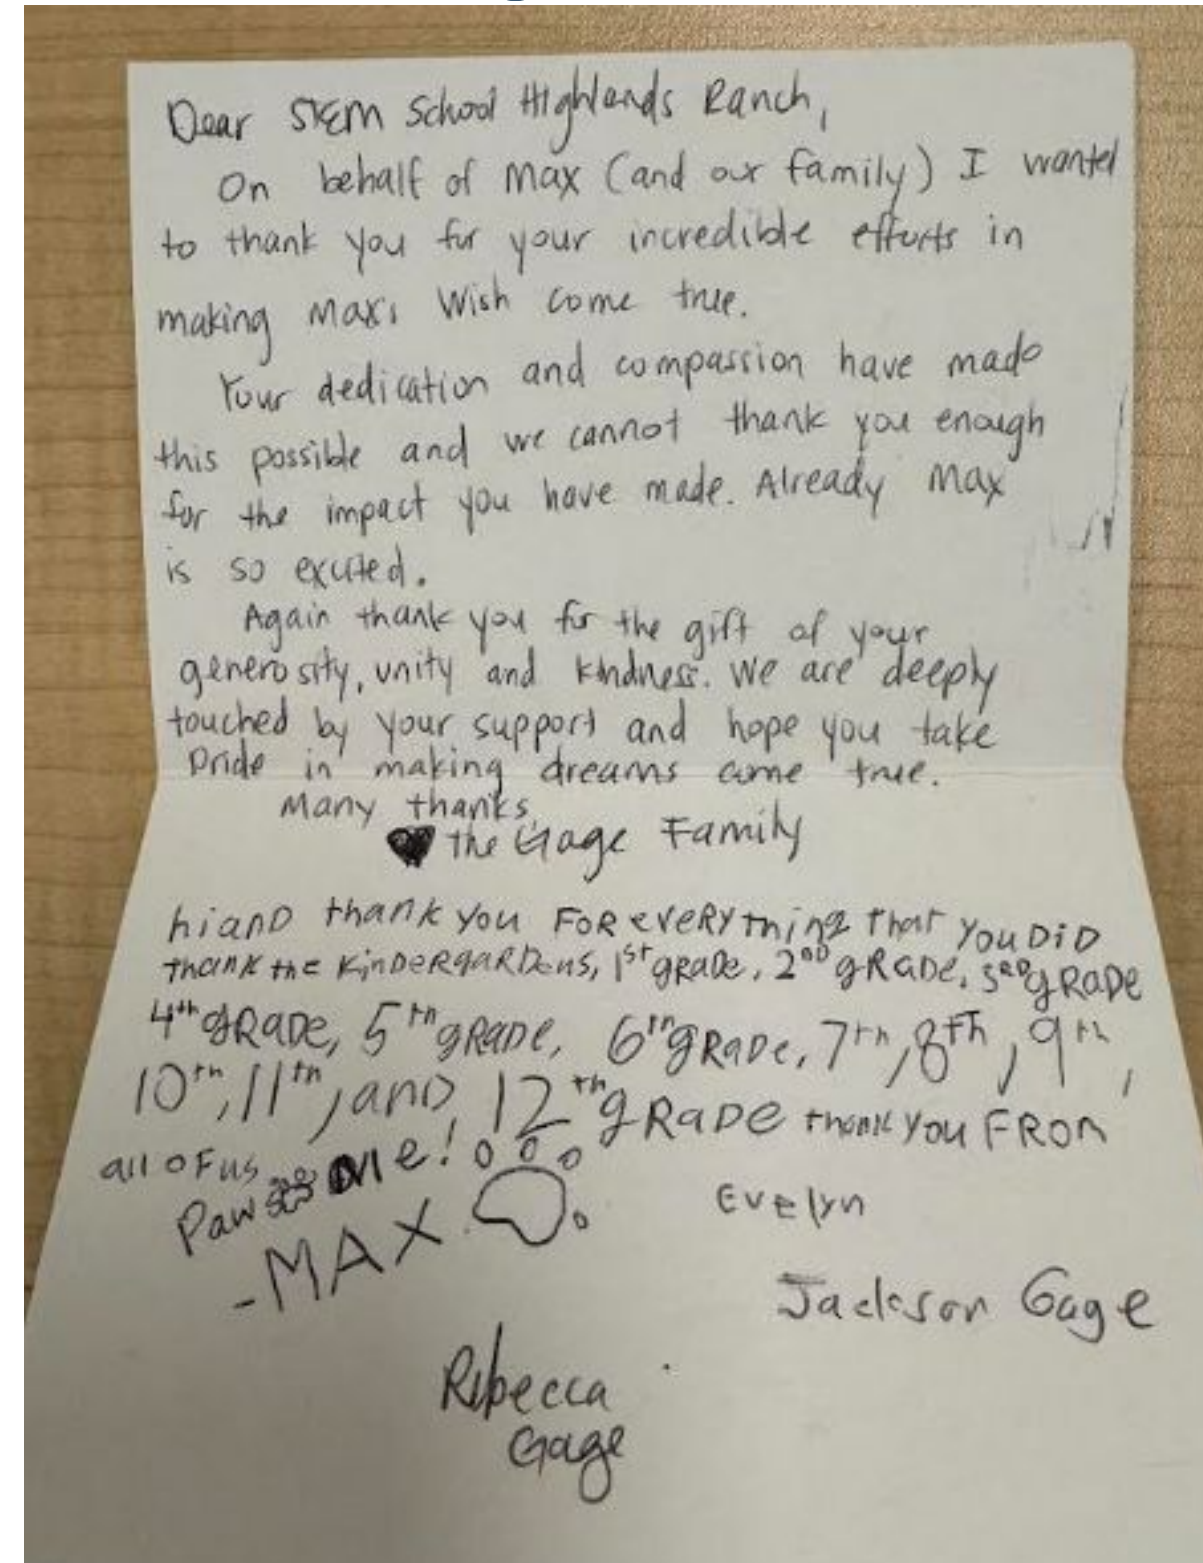 Dear STEM School Highlands Ranch,
On behalf of Max (and our family) I wanted
to thank you for your incredible efforts in
making Max's Wish come true.
Your dedication and compassion have made
this possible and we cannot thank you enough
for the impact you have made. Already Max
is so excited.
Again thank you for the gift of your
generosity, unity and kindness. We are deeply
touched by your support and hope you take
pride in making dreams come true.
Many thanks,
the Gage Family
hi anD thank you FOR eveRything that you DiD
thank the KinDeRgaRDens, 1st gRaDe, 2nD gRaDe, 3RD gRaDe
4th gRaDe, 5th gRaDe, 6th gRaDe, 7th, 8th, 9th,
10th, 11th, anD, 12th gRaDe thank you FROM
all oF us
Paws me!
-MAX
Evelyn
Jackson Gage
Rebecca
Gage